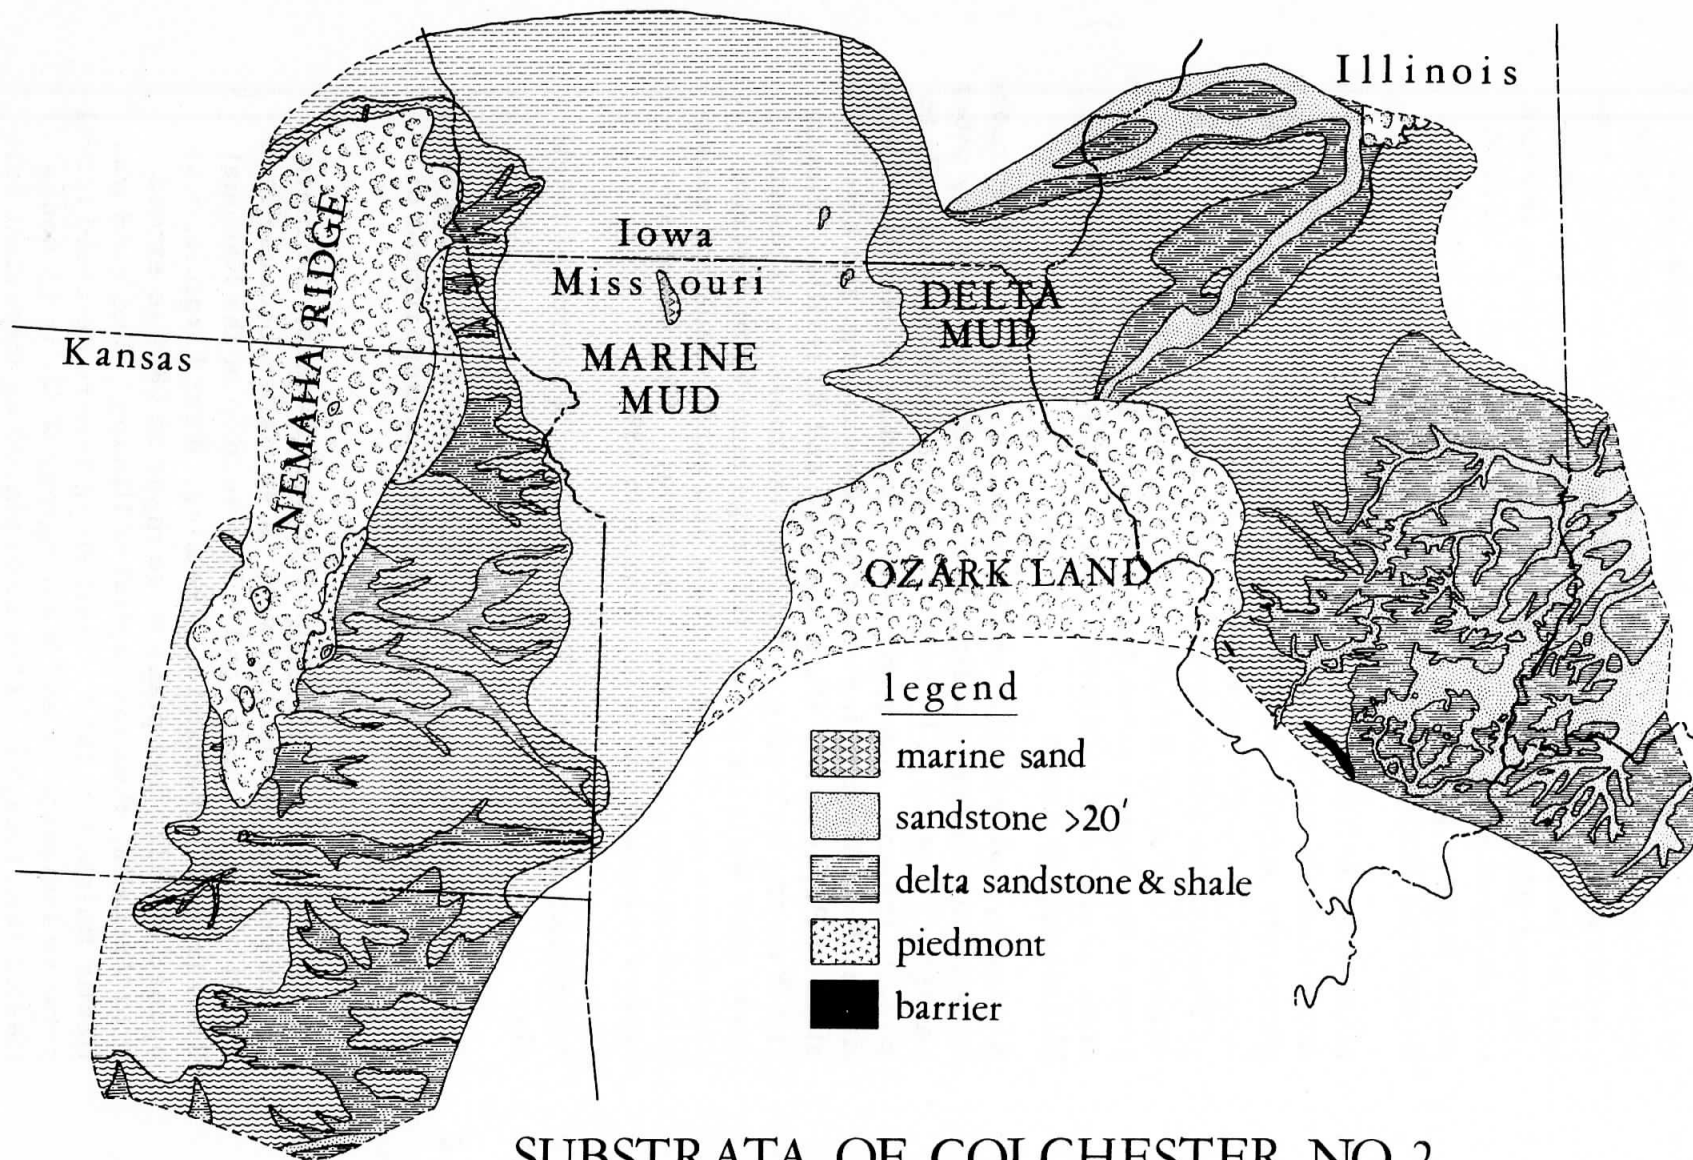 Illinois
Iowa
Missouri
Kansas
NEMAHA RIDGE
MARINE
MUD
DELTA
MUD
OZARK LAND
legend
marine sand
sandstone >20'
delta sandstone & shale
piedmont
barrier
SUBSTRATA OF COLCHESTER NO.2